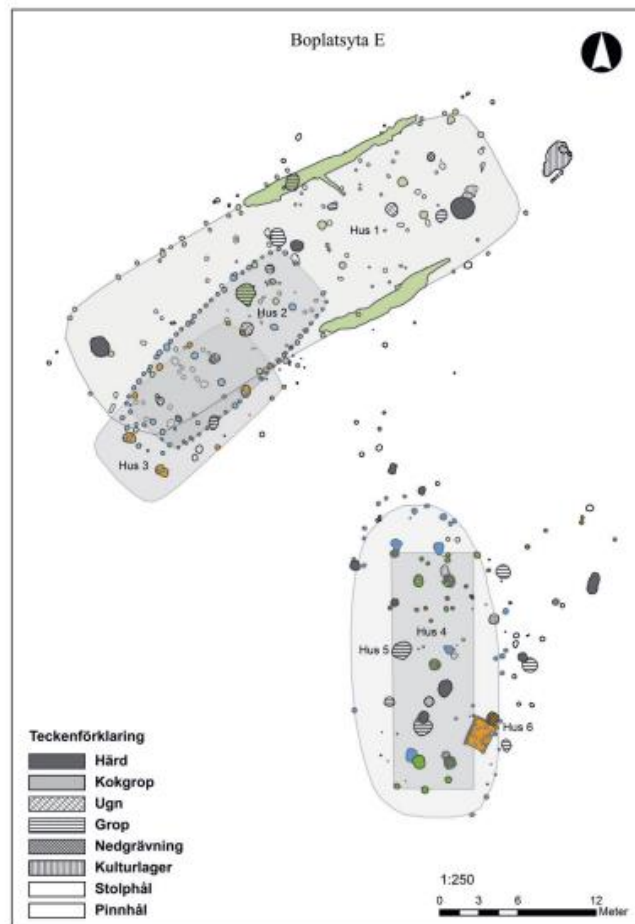 Boplatsyta E
Hus 1
Hus 2
Hus 3
Hus 4
Hus 5
Hus 6
Teckenförklaring
Härd
Kokgrop
Ugn
Grop
Nedgrävning
Kulturlager
Stolphål
Pinnhål
1:250
0 3 6 12
Meter